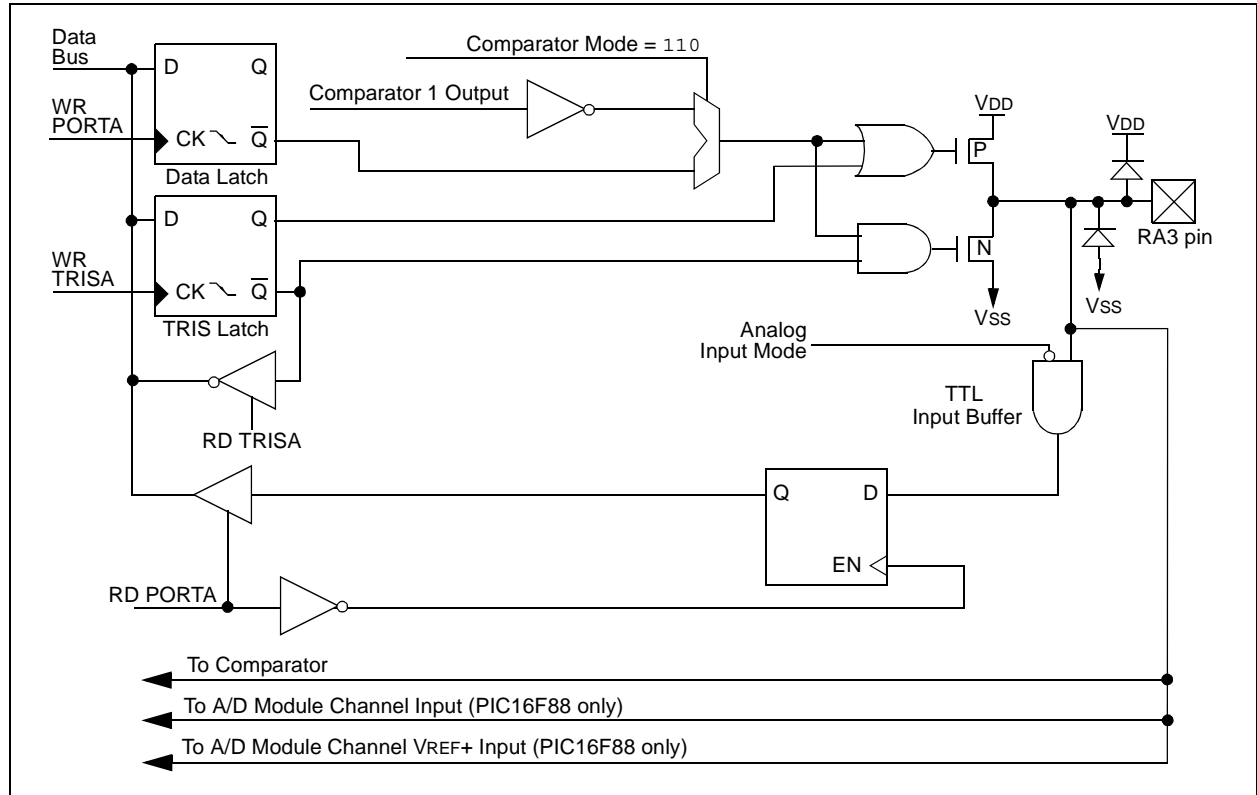 Data
Bus
D Q
WR
PORTA
CK Q
Data Latch
D Q
WR
TRISA
CK Q
TRIS Latch
RD TRISA
Comparator Mode = 110
Comparator 1 Output
VDD
P
VDD
RA3 pin
N
VSS
VSS
Analog
Input Mode
TTL
Input Buffer
Q D
EN
RD PORTA
To Comparator
To A/D Module Channel Input (PIC16F88 only)
To A/D Module Channel VREF+ Input (PIC16F88 only)